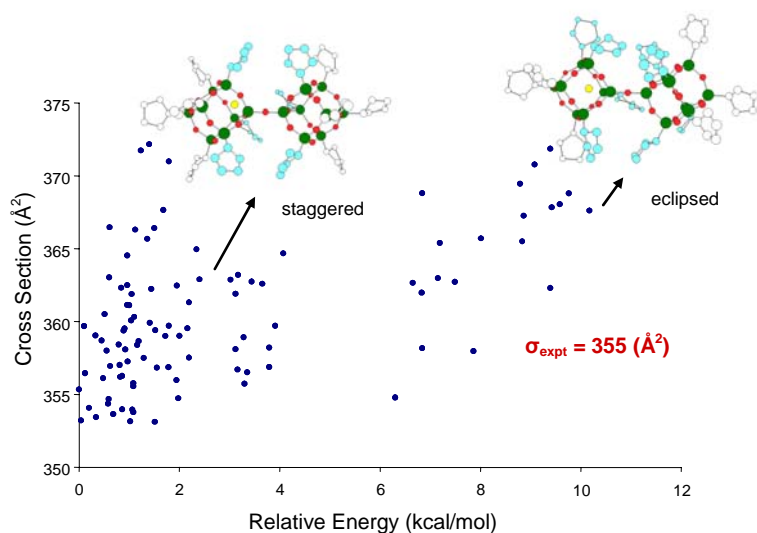 375
370
365
360
355
350
Cross Section (Å²)
staggered
eclipsed
σexpt = 355 (Å²)
0
2
4
6
8
10
12
Relative Energy (kcal/mol)